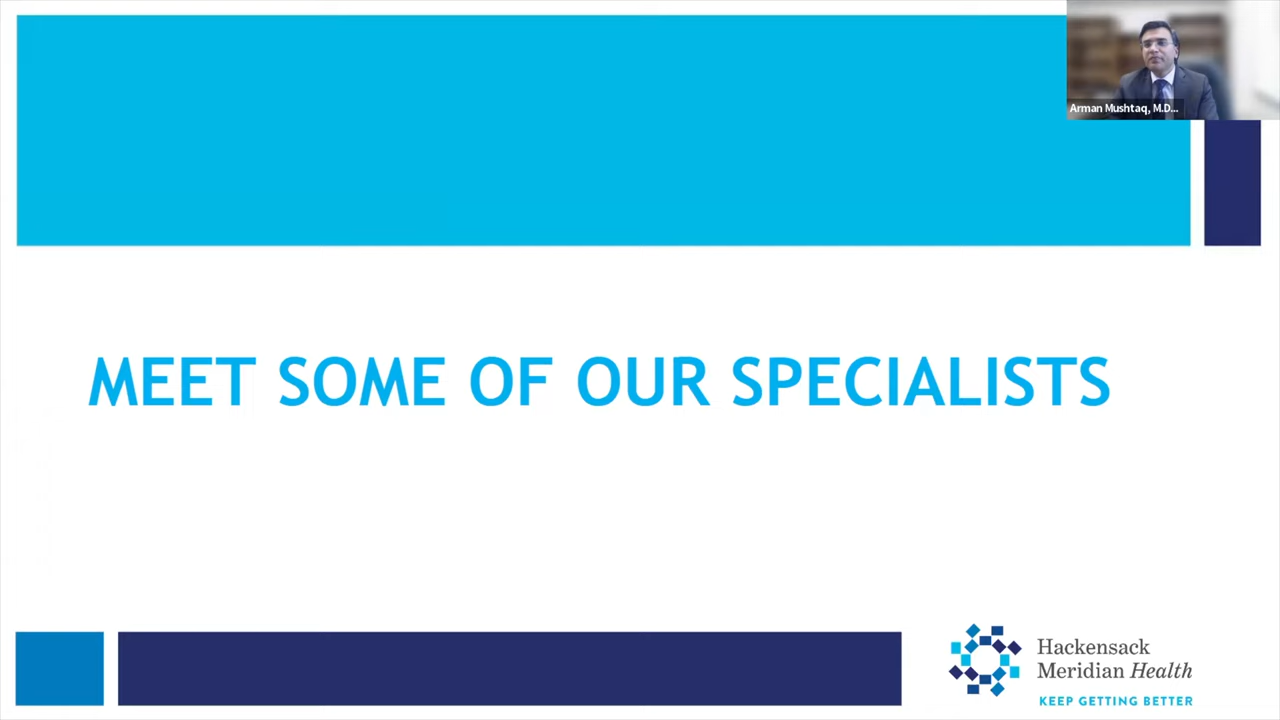 Arman Mushtaq, M.D...
MEET SOME OF OUR SPECIALISTS
Hackensack
Meridian Health
KEEP GETTING BETTER